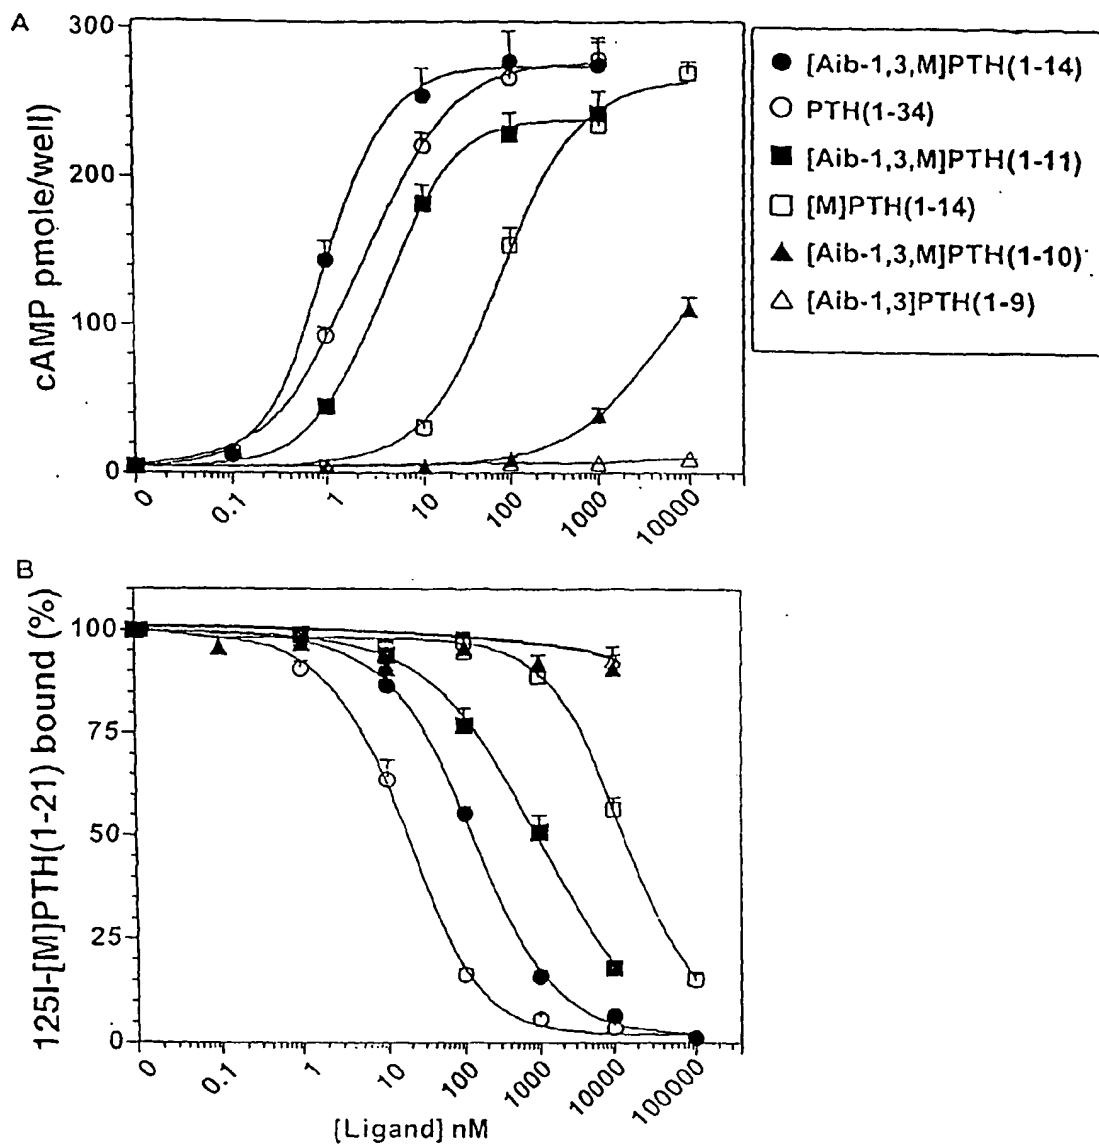 A
300
200
100
0
cAMP pmole/well
0
0.1
1
10
100
1000
10000
[Aib-1,3,M]PTH(1-14)
PTH(1-34)
[Aib-1,3,M]PTH(1-11)
[M]PTH(1-14)
[Aib-1,3,M]PTH(1-10)
[Aib-1,3]PTH(1-9)
B
100
75
50
25
0
125I-[M]PTH(1-21) bound (%)
0
0.1
1
10
100
1000
10000
100000
[Ligand] nM